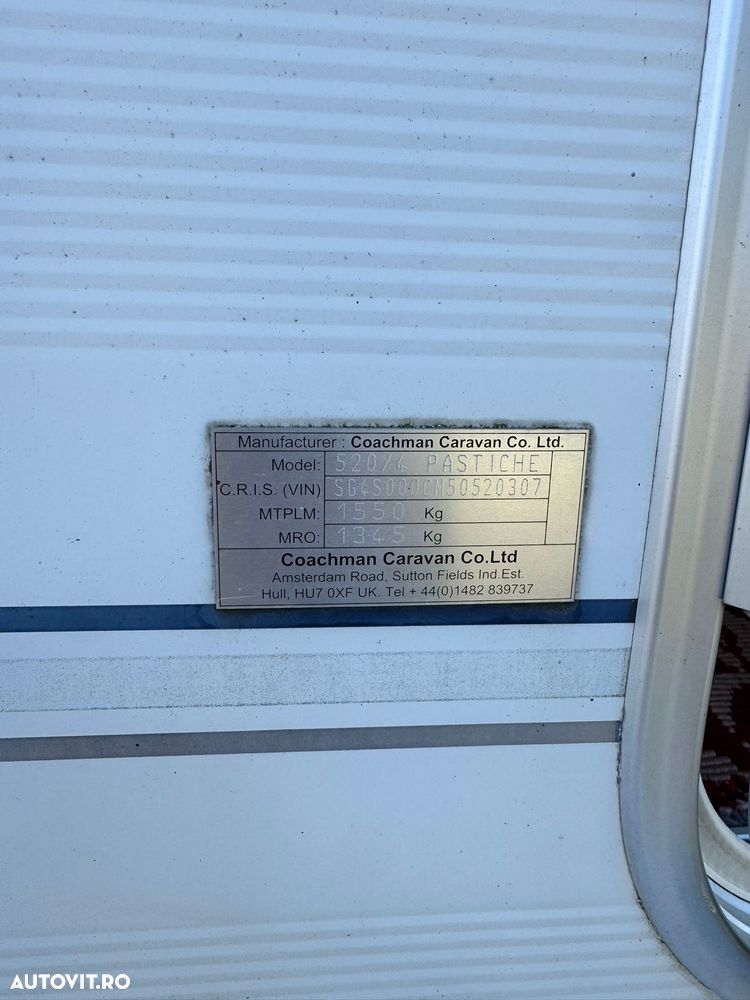 Manufacturer : Coachman Caravan Co. Ltd.
Model: 520/4 PASTICHE
C.R.I.S. (VIN) SG4S000CM50520307
MTPLM: 1550 Kg
MRO: 1345 Kg
Coachman Caravan Co.Ltd
Amsterdam Road, Sutton Fields Ind.Est.
Hull, HU7 0XF UK. Tel + 44(0)1482 839737
AUTOVIT.RO